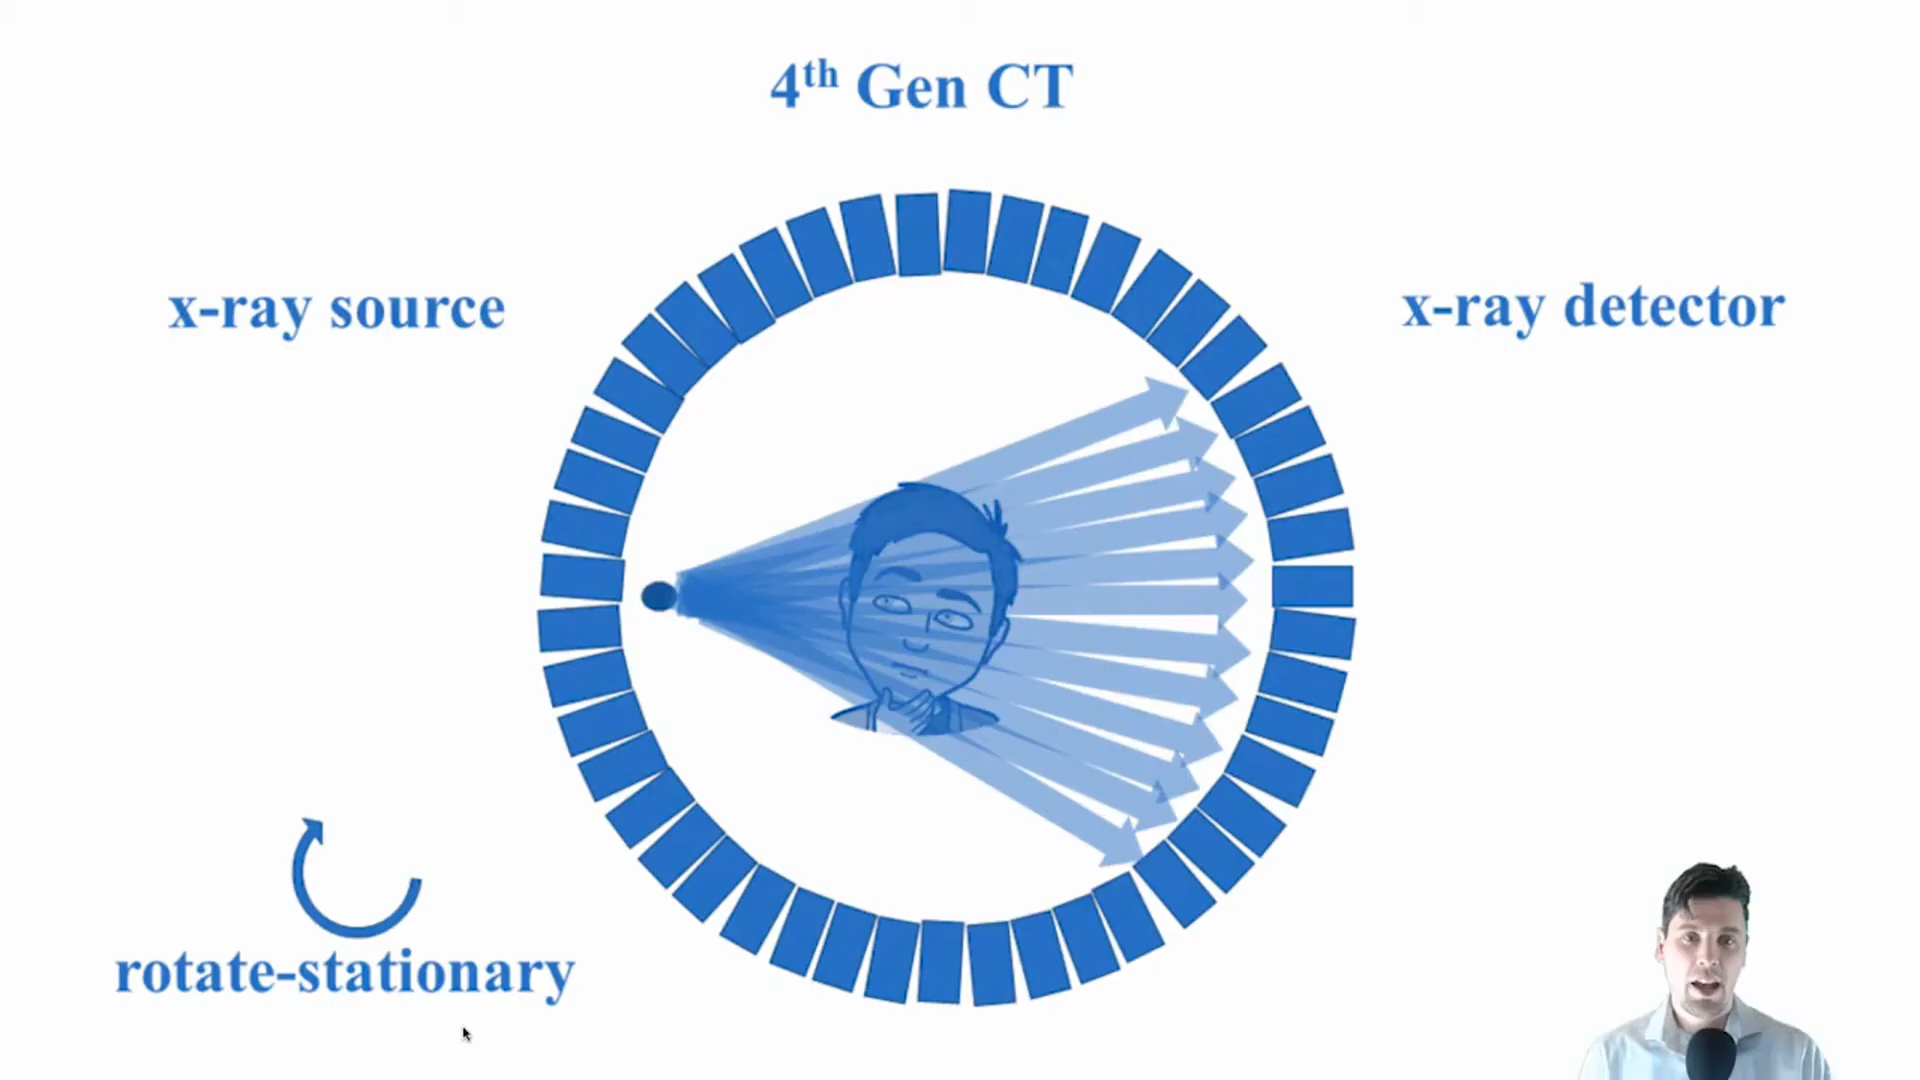 4th Gen CT
x-ray source
x-ray detector
rotate-stationary